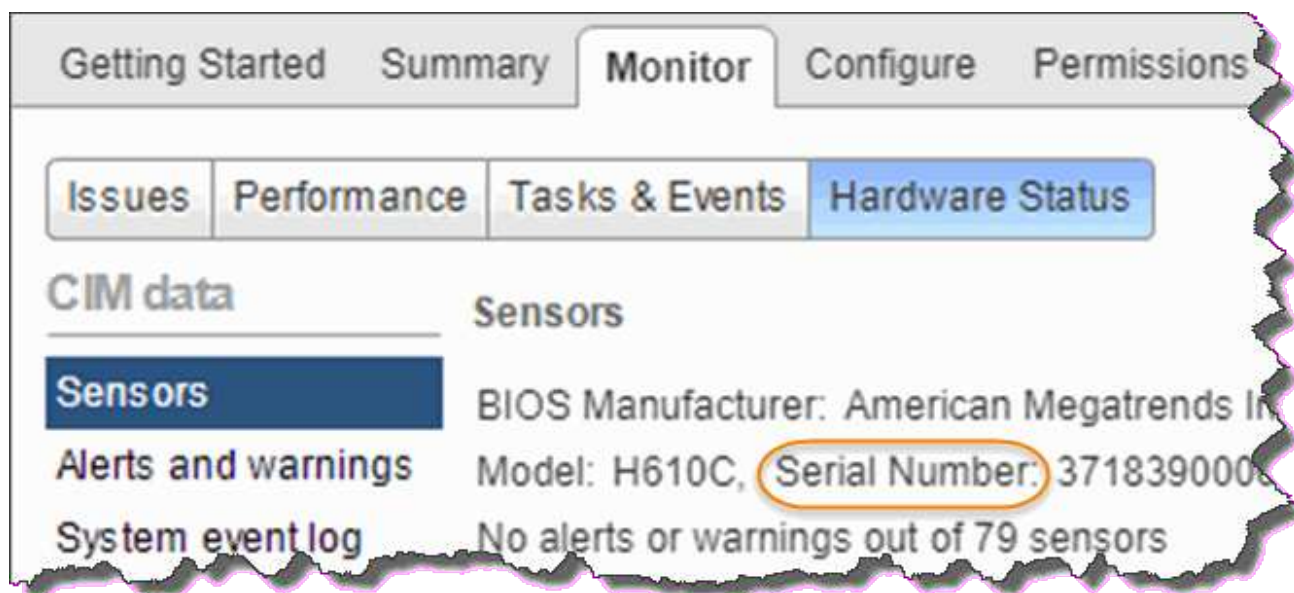 Getting Started Summary Monitor Configure Permissions
Issues Performance Tasks & Events Hardware Status
CIM data
Sensors
Sensors
Alerts and warnings
System event log
BIOS Manufacturer: American Megatrends
Model: H610C, Serial Number:
No alerts or warnings out of 79 sensors